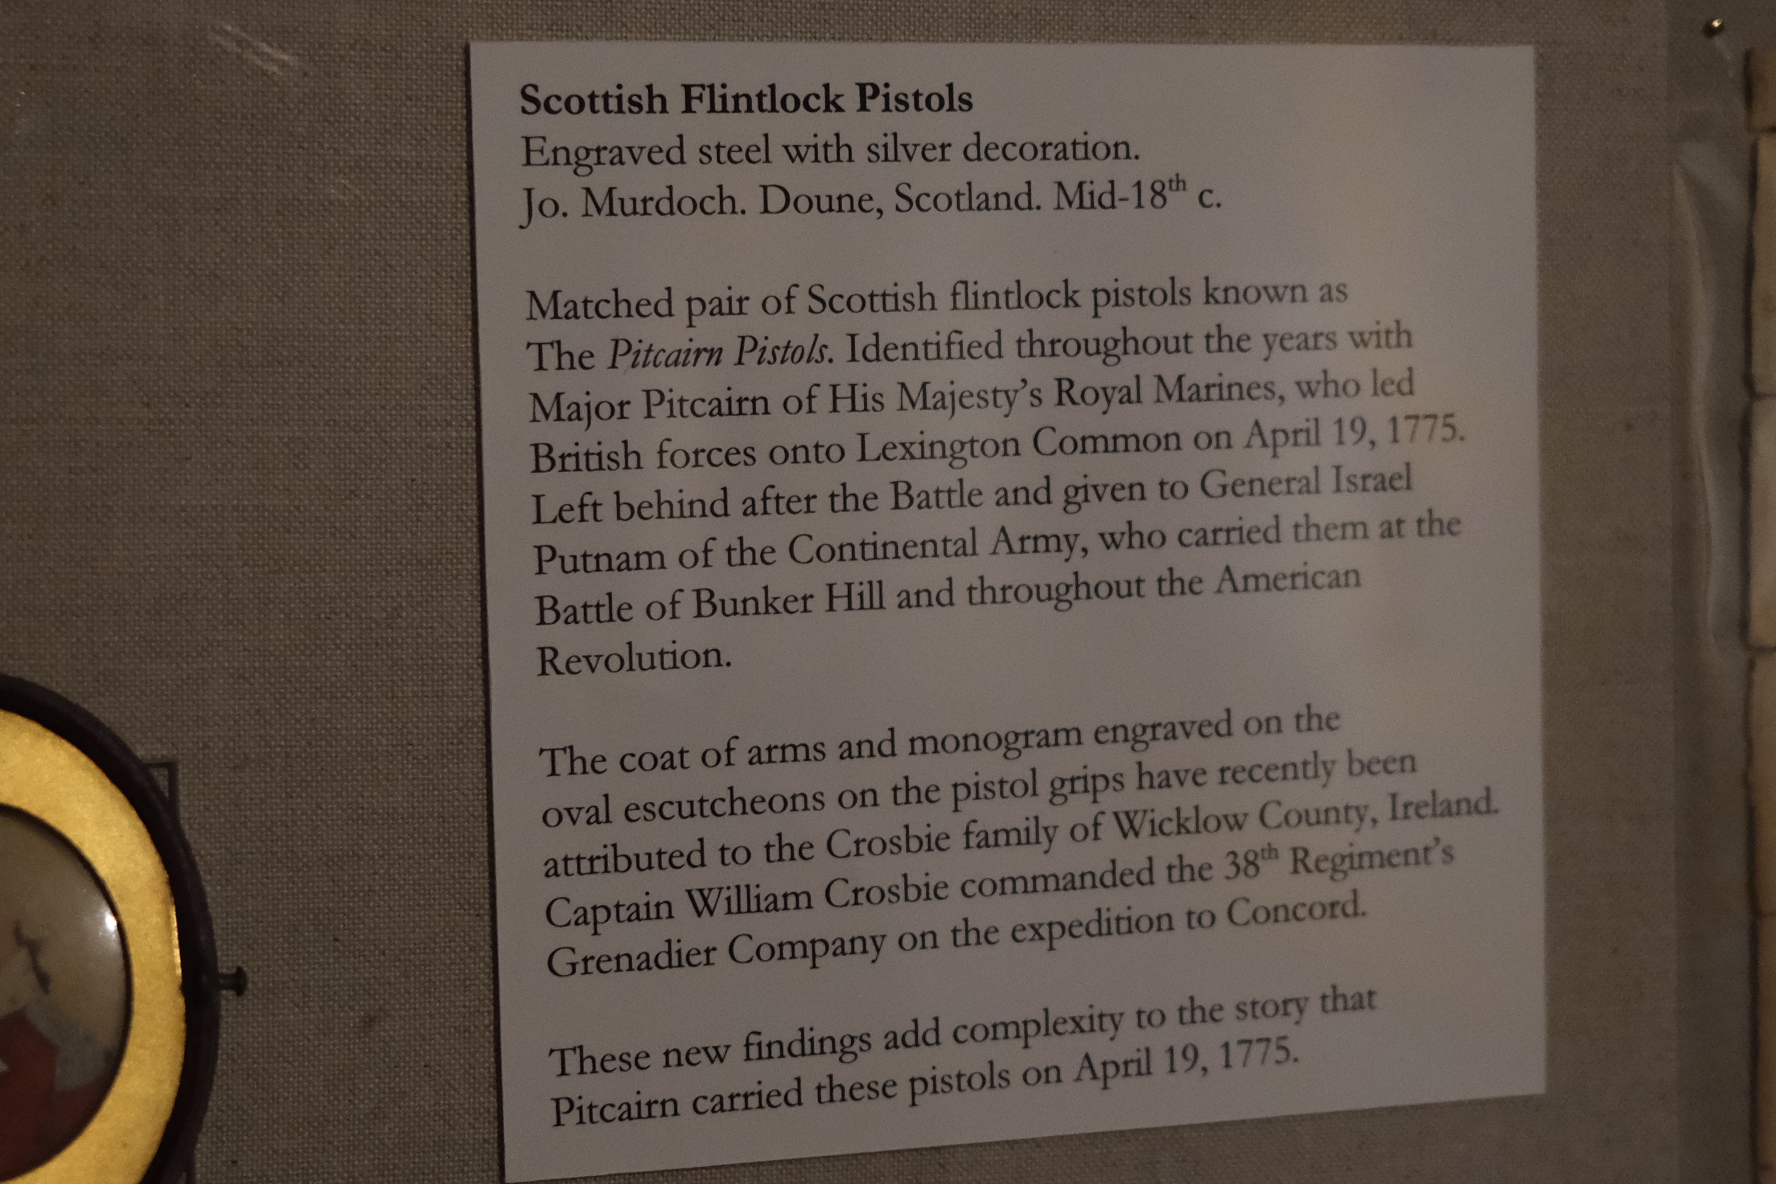 Scottish Flintlock Pistols
Engraved steel with silver decoration.
Jo. Murdoch. Doune, Scotland. Mid-18th c.
Matched pair of Scottish flintlock pistols known as
The Pitcairn Pistols. Identified throughout the years with
Major Pitcairn of His Majesty's Royal Marines, who led
British forces onto Lexington Common on April 19, 1775.
Left behind after the Battle and given to General Israel
Putnam of the Continental Army, who carried them at the
Battle of Bunker Hill and throughout the American
Revolution.
The coat of arms and monogram engraved on the
oval escutcheons on the pistol grips have recently been
attributed to the Crosbie family of Wicklow County, Ireland.
Captain William Crosbie commanded the 38th Regiment's
Grenadier Company on the expedition to Concord.
These new findings add complexity to the story that
Pitcairn carried these pistols on April 19, 1775.